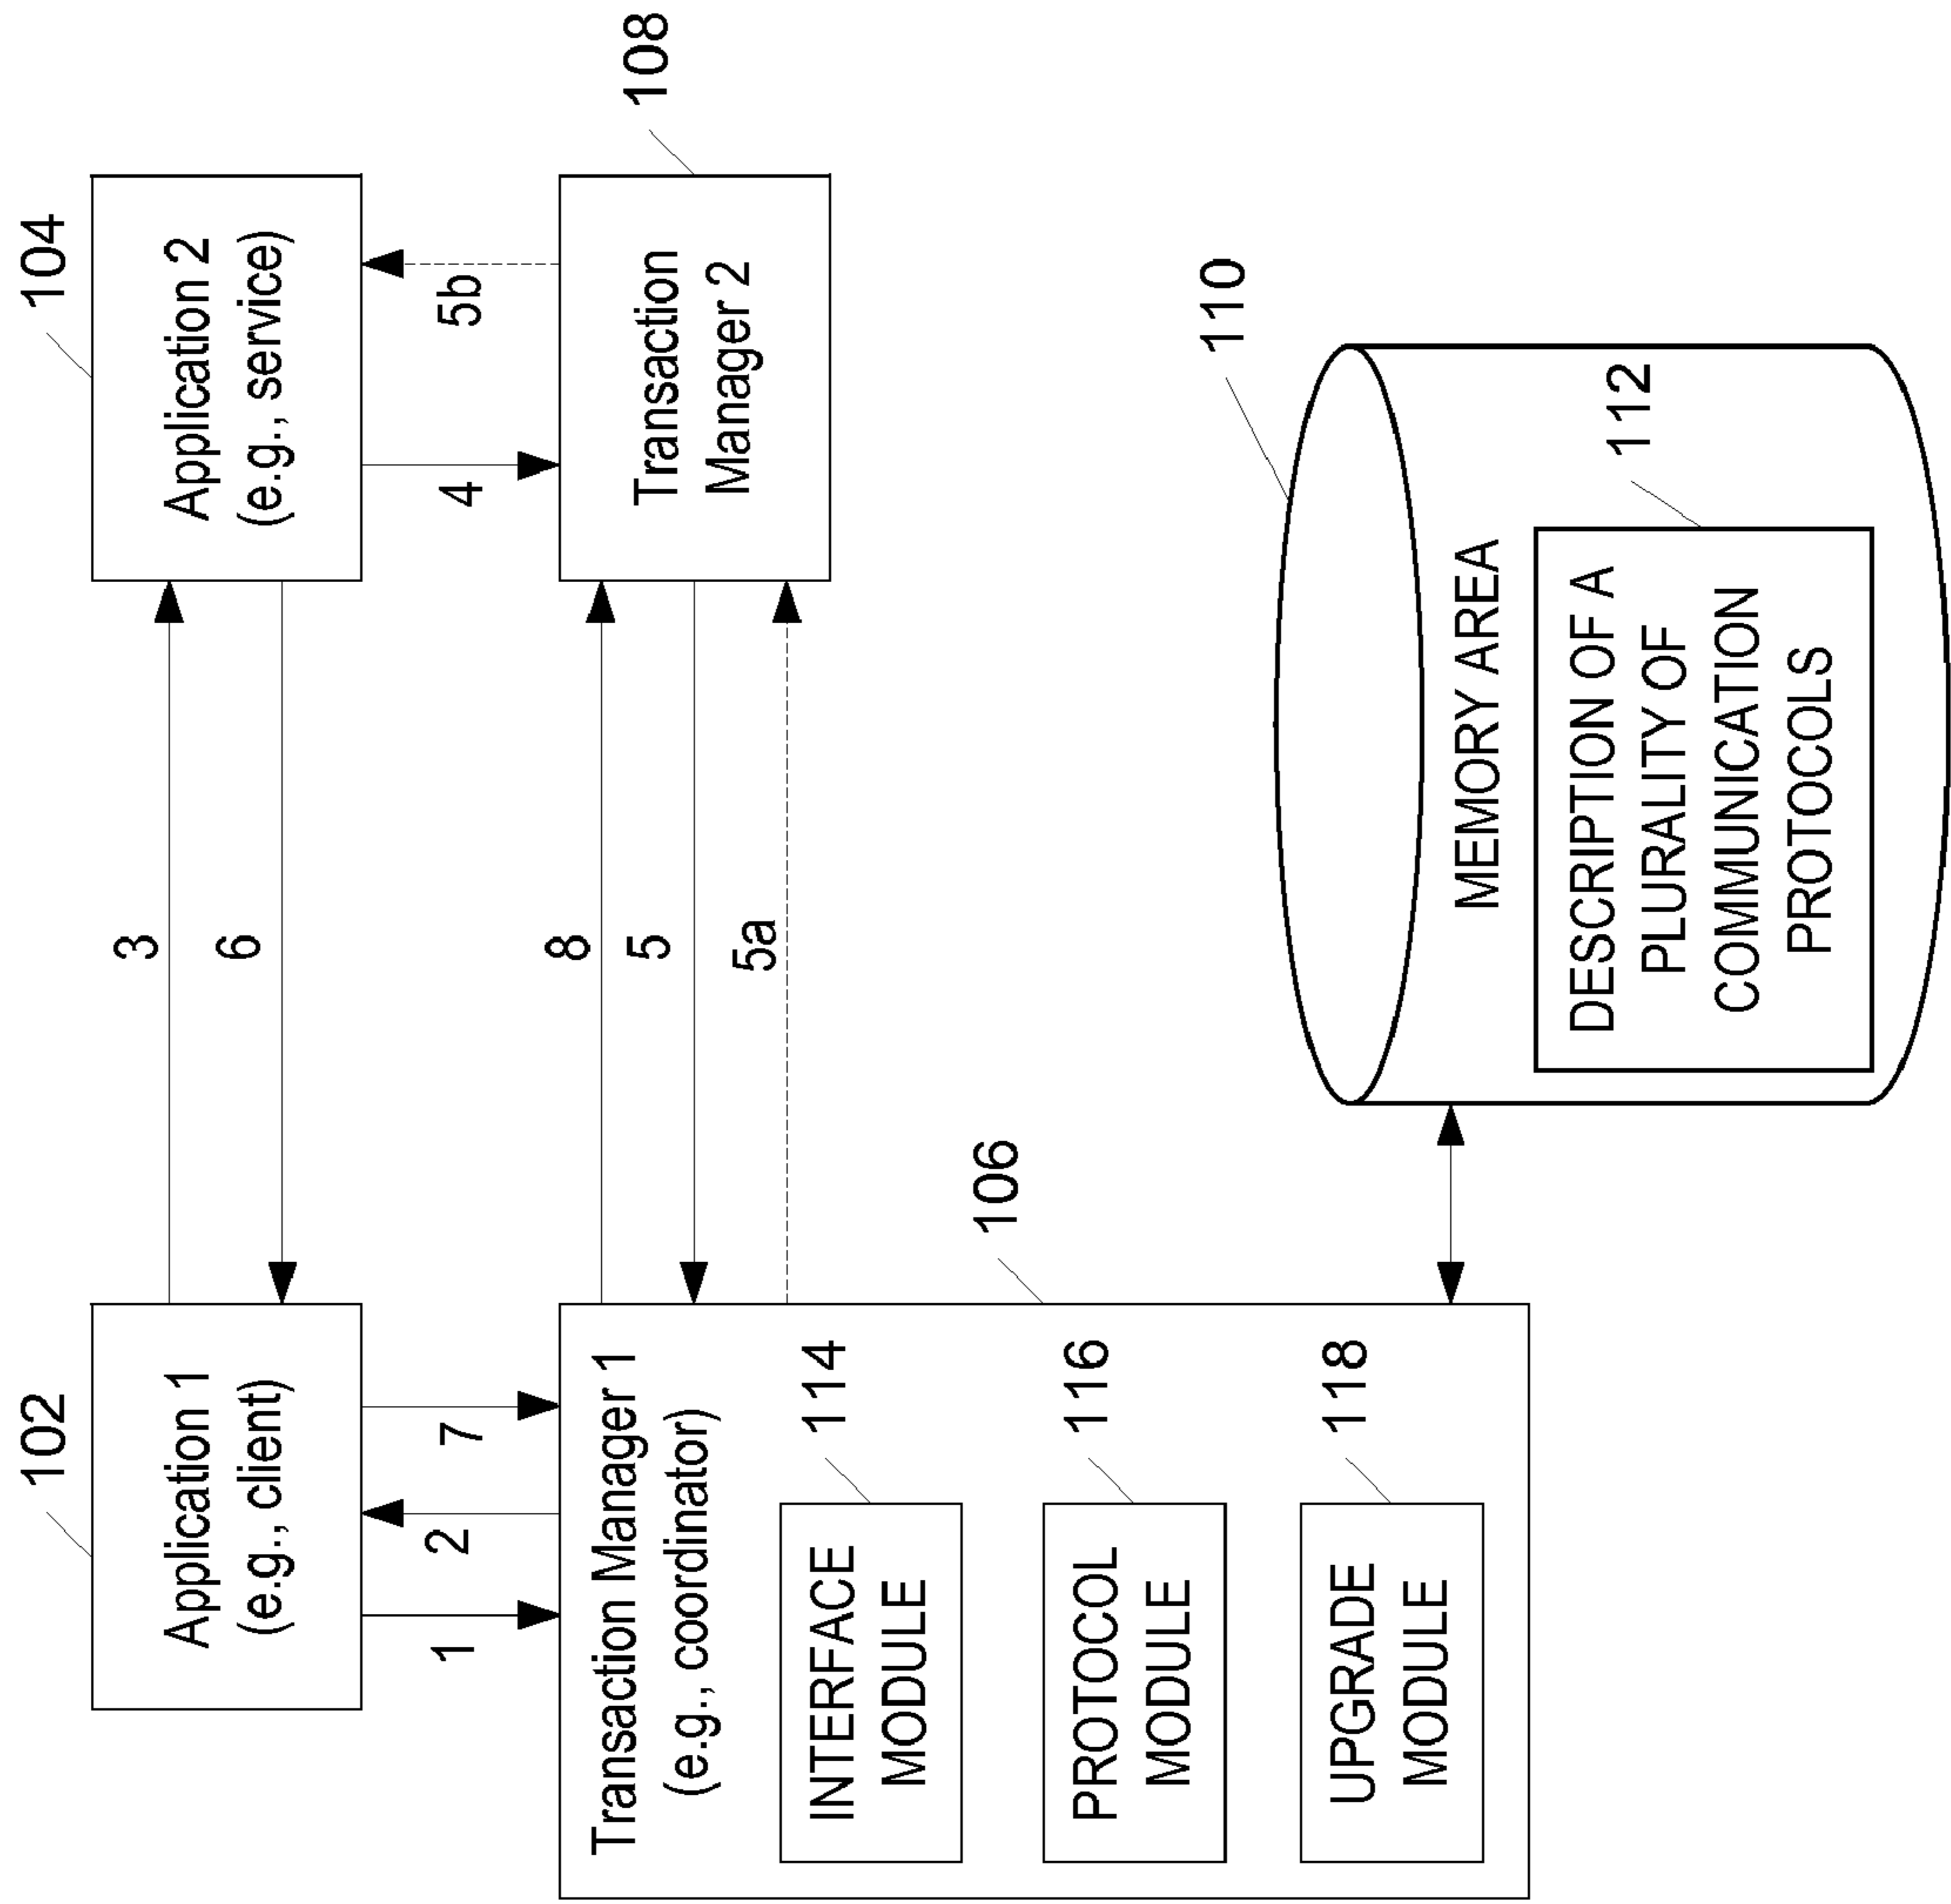 102
Application 1
(e.g., client)
104
Application 2
(e.g., service)
3
6
1
2
7
4
5b
Transaction Manager 1
(e.g., coordinator)
106
INTERFACE
MODULE
114
PROTOCOL
MODULE
116
UPGRADE
MODULE
118
8
5
5a
Transaction
Manager 2
108
110
MEMORY AREA
112
DESCRIPTION OF A
PLURALITY OF
COMMUNICATION
PROTOCOLS